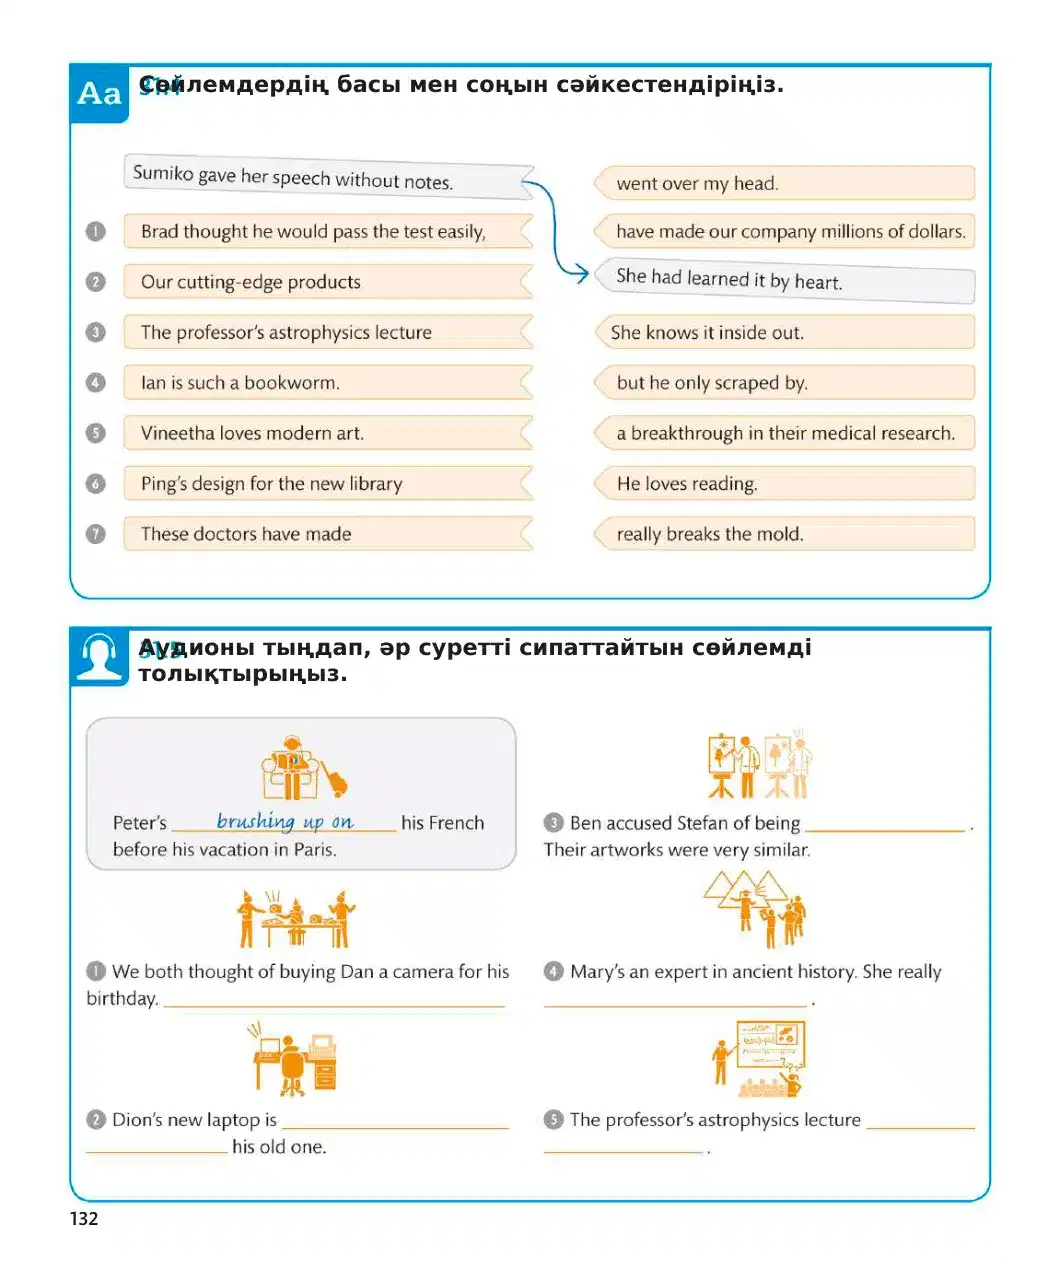 Aa
Сөйлемдердің басы мен соңын сәйкестендіріңіз.
Sumiko gave her speech without notes.
went over my head.
1 Brad thought he would pass the test easily,
have made our company millions of dollars.
2 Our cutting-edge products
She had learned it by heart.
3 The professor's astrophysics lecture
She knows it inside out.
4 Ian is such a bookworm.
but he only scraped by.
5 Vineetha loves modern art.
a breakthrough in their medical research.
6 Ping's design for the new library
He loves reading.
7 These doctors have made
really breaks the mold.
Аудионы тыңдап, әр суретті сипаттайтын сөйлемді
толықтырыңыз.
Peter's brushing up on his French
before his vacation in Paris.
1 We both thought of buying Dan a camera for his
birthday.
2 Dion's new laptop is
his old one.
3 Ben accused Stefan of being .
Their artworks were very similar.
4 Mary's an expert in ancient history. She really
.
5 The professor's astrophysics lecture
.
132